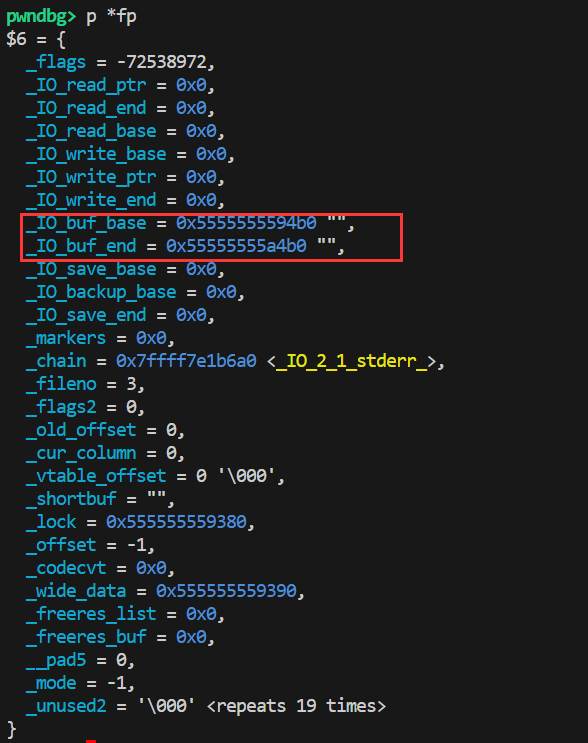 pwndbg> p *fp
$6 = {
  _flags = -72538972,
  _IO_read_ptr = 0x0,
  _IO_read_end = 0x0,
  _IO_read_base = 0x0,
  _IO_write_base = 0x0,
  _IO_write_ptr = 0x0,
  _IO_write_end = 0x0,
  _IO_buf_base = 0x5555555594b0 "",
  _IO_buf_end = 0x55555555a4b0 "",
  _IO_save_base = 0x0,
  _IO_backup_base = 0x0,
  _IO_save_end = 0x0,
  _markers = 0x0,
  _chain = 0x7ffff7e1b6a0 <_IO_2_1_stderr_>,
  _fileno = 3,
  _flags2 = 0,
  _old_offset = 0,
  _cur_column = 0,
  _vtable_offset = 0 '\000',
  _shortbuf = "",
  _lock = 0x555555559380,
  _offset = -1,
  _codecvt = 0x0,
  _wide_data = 0x555555559390,
  _freeres_list = 0x0,
  _freeres_buf = 0x0,
  __pad5 = 0,
  _mode = -1,
  _unused2 = '\000' <repeats 19 times>
}